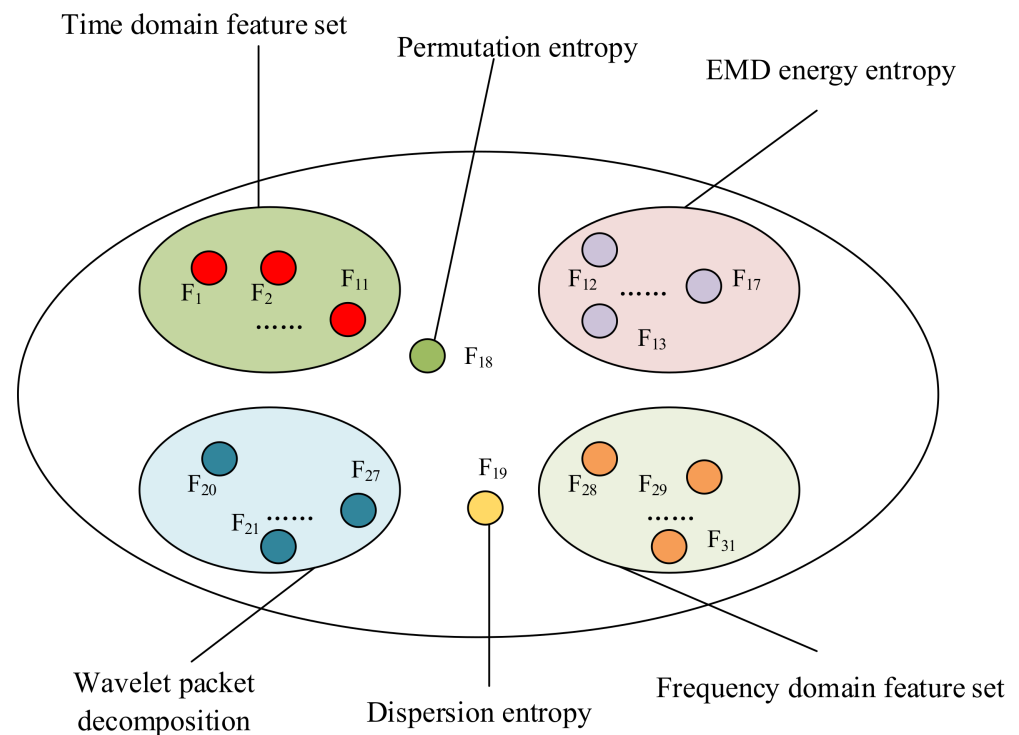 Time domain feature set
Permutation entropy
EMD energy entropy
F1
F2
F11
......
F12
......
F17
F13
F18
F20
F27
F21
......
F19
F28
F29
......
F31
Wavelet packet
decomposition
Dispersion entropy
Frequency domain feature set